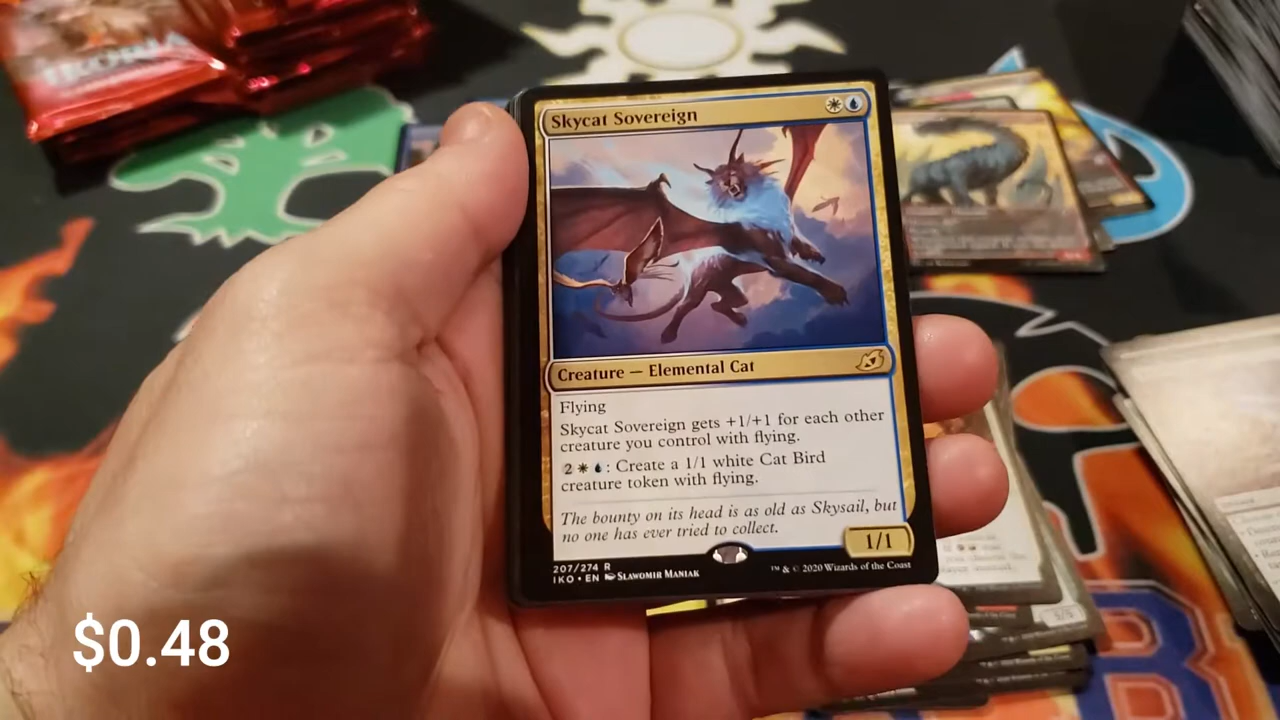 IKORIA
Skycat Sovereign
Creature — Elemental Cat
Flying
Skycat Sovereign gets +1/+1 for each other
creature you control with flying.
2 : Create a 1/1 white Cat Bird
creature token with flying.
The bounty on its head is as old as Skysail, but
no one has ever tried to collect.
1/1
207/274 R
IKO • EN Slawomir Maniak
™ & © 2020 Wizards of the Coast
$0.48
B